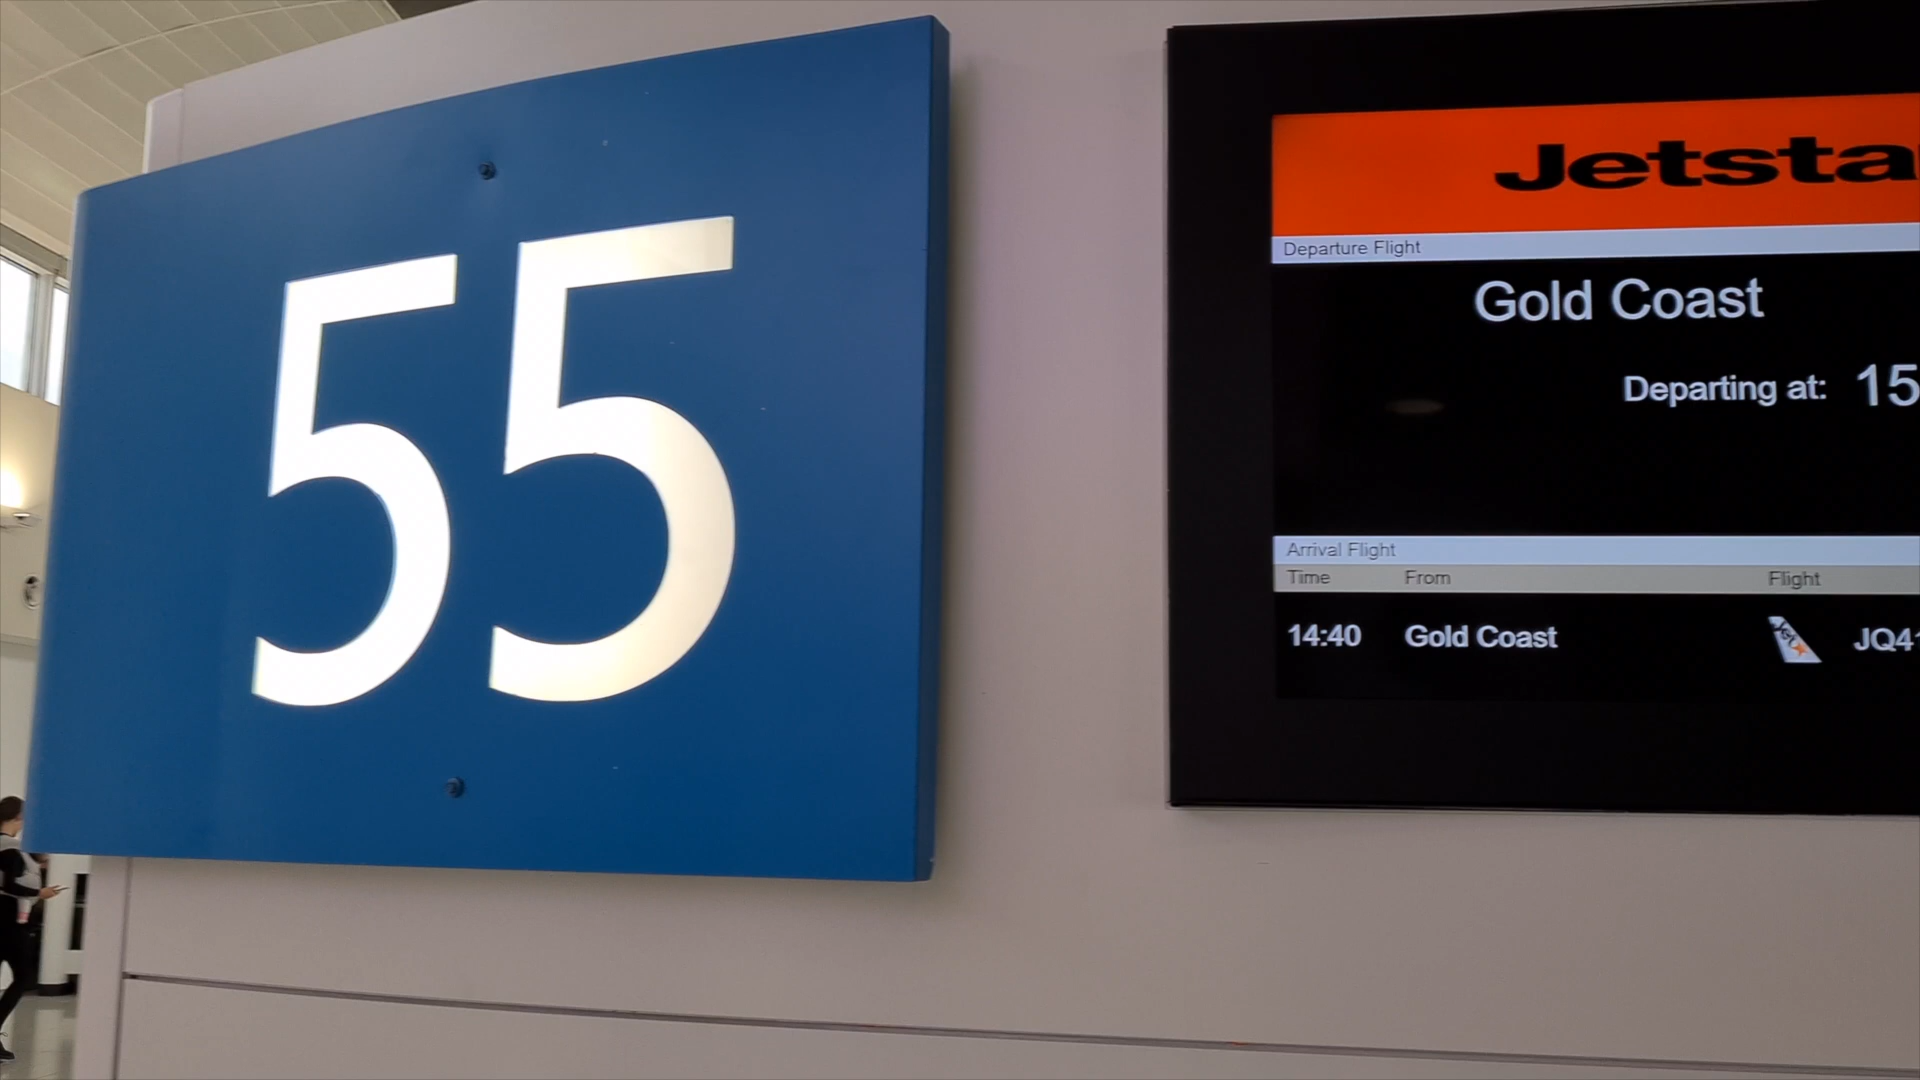 55
Jetsta
Departure Flight
Gold Coast
Departing at: 15
Arrival Flight
Time From Flight
14:40 Gold Coast JQ4